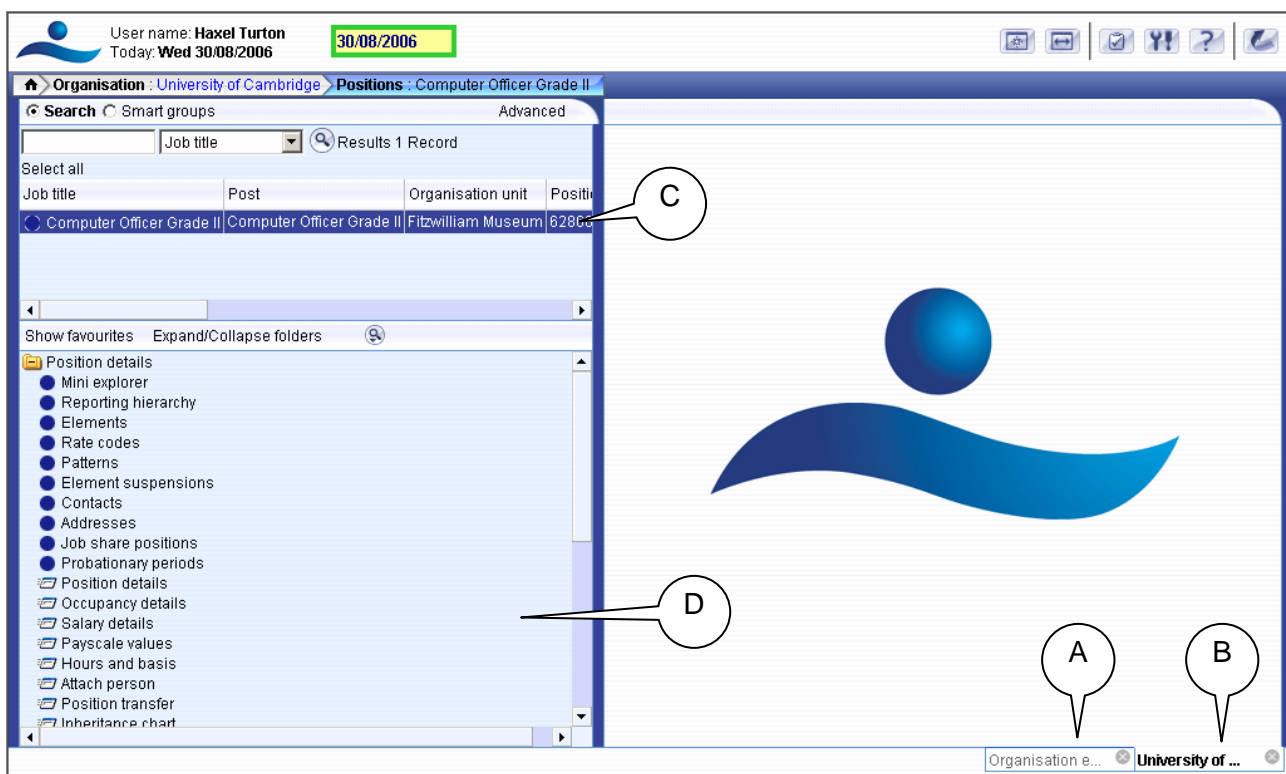 User name: Haxel Turton
Today: Wed 30/08/2006
30/08/2006
Organisation : University of Cambridge Positions : Computer Officer Grade II
Search Smart groups Advanced
Job title Results 1 Record
Select all
Job title Post Organisation unit Positi
Computer Officer Grade II Computer Officer Grade II Fitzwilliam Museum
C
Show favourites Expand/Collapse folders
Position details
Mini explorer
Reporting hierarchy
Elements
Rate codes
Patterns
Element suspensions
Contacts
Addresses
Job share positions
Probationary periods
Position details
Occupancy details
D
Salary details
Payscale values
Hours and basis
Attach person
Position transfer
Inheritance chart
A B
Organisation e... University of ...